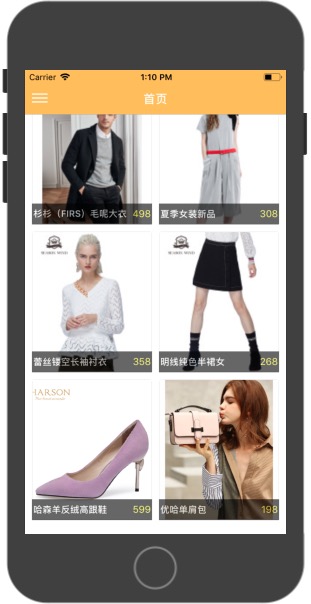 Carrier 1:10 PM
首页
杉杉（FIRS）毛呢大衣 498
夏季女装新品 308
蕾丝镂空长袖衬衣 358
明线纯色半裙女 268
HARSON
哈森羊反绒高跟鞋 599
优哈单肩包 198